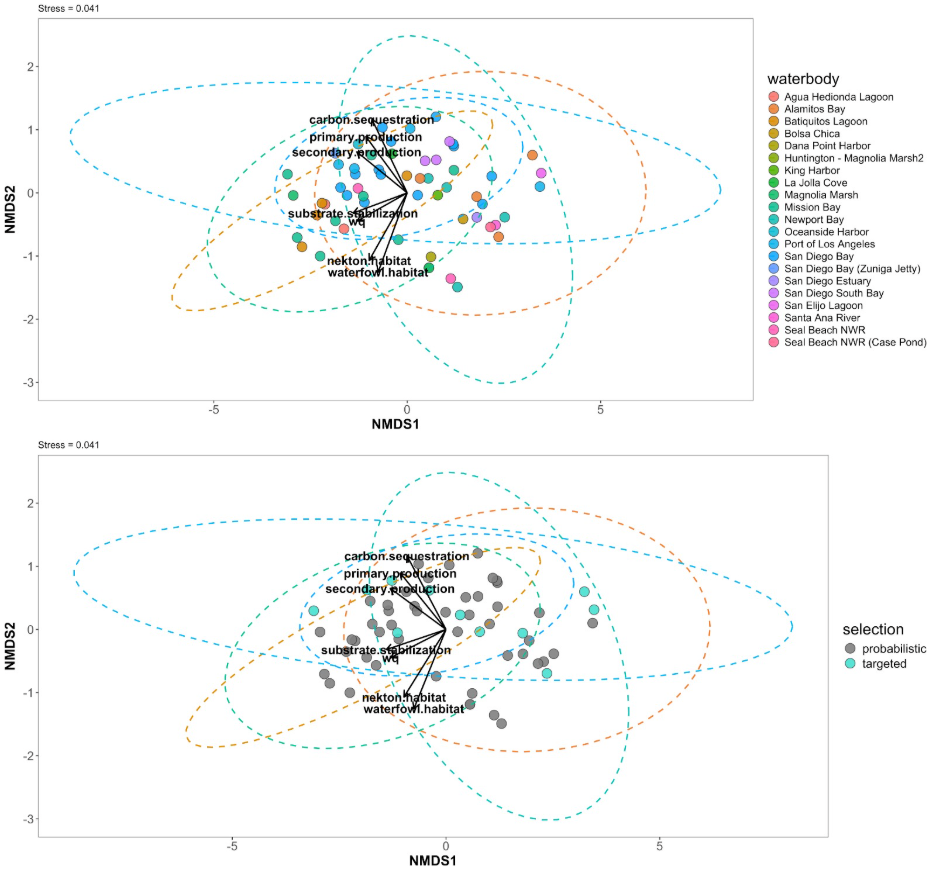 Stress = 0.041
carbon.sequestration
primary.production
secondary.production
substrate.stabilization
wq
nekton.habitat
waterfowl.habitat
2
1
0
-1
-2
-3
NMDS2
-5
0
5
NMDS1
waterbody
Agua Hedionda Lagoon
Alamitos Bay
Batiquitos Lagoon
Bolsa Chica
Dana Point Harbor
Huntington - Magnolia Marsh2
King Harbor
La Jolla Cove
Magnolia Marsh
Mission Bay
Newport Bay
Oceanside Harbor
Port of Los Angeles
San Diego Bay
San Diego Bay (Zuniga Jetty)
San Diego Estuary
San Diego South Bay
San Elijo Lagoon
Santa Ana River
Seal Beach NWR
Seal Beach NWR (Case Pond)
Stress = 0.041
carbon.sequestration
primary.production
secondary.production
substrate.stabilization
wq
nekton.habitat
waterfowl.habitat
2
1
0
-1
-2
-3
NMDS2
-5
0
5
NMDS1
selection
probabilistic
targeted